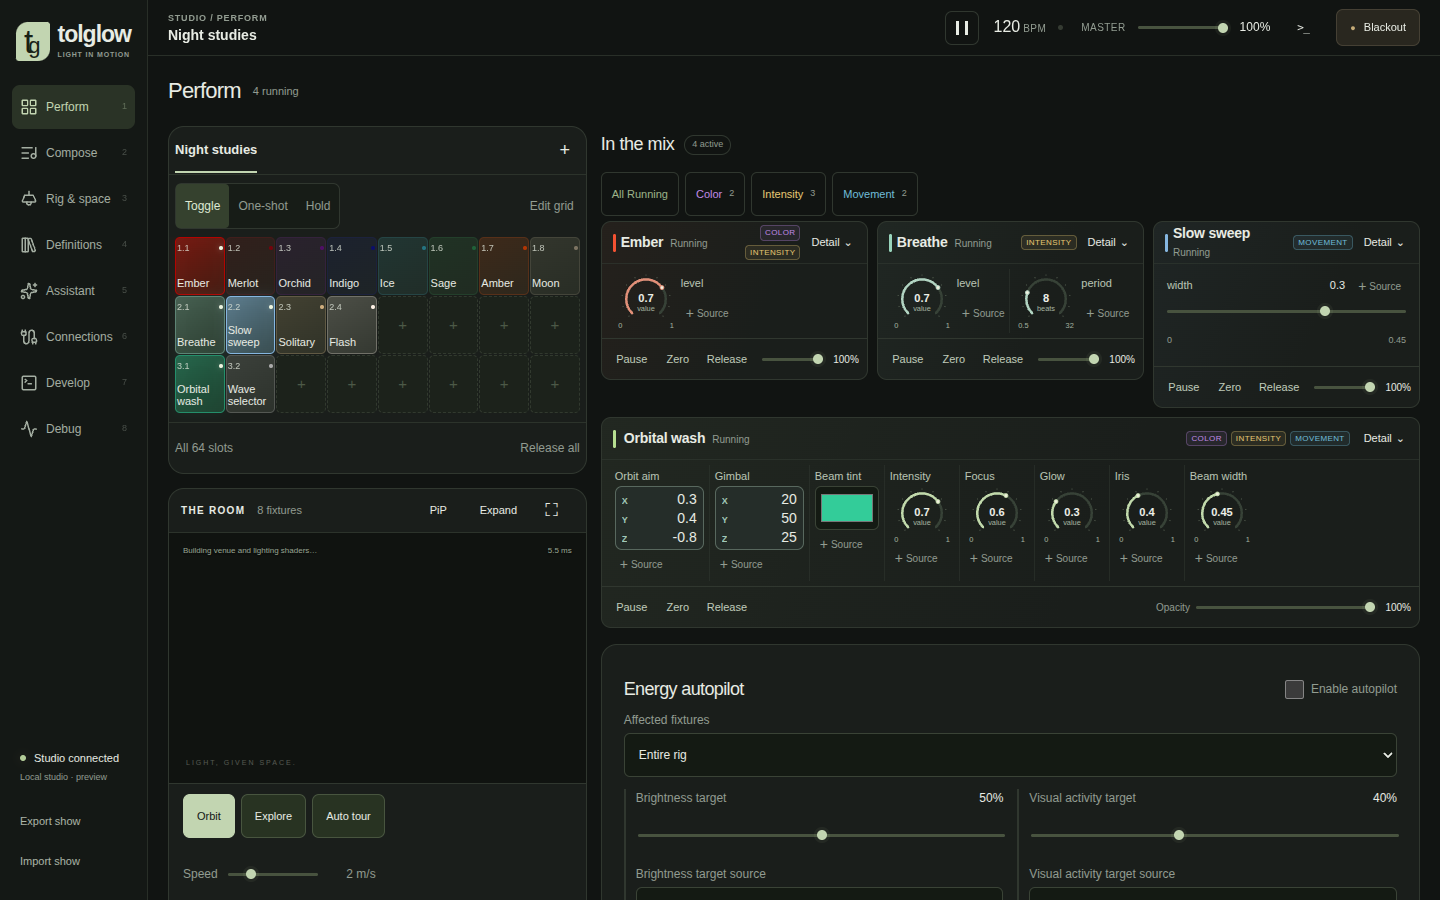 tg
tolglow
LIGHT IN MOTION
Perform 1
Compose 2
Rig & space 3
Definitions 4
Assistant 5
Connections 6
Develop 7
Debug 8
Studio connected
Local studio · preview
Export show
Import show
STUDIO / PERFORM
Night studies
120 BPM
MASTER
100%
>_
Blackout
Perform 4 running
Night studies
+
Toggle One-shot Hold
Edit grid
1.1 1.2 1.3 1.4 1.5 1.6 1.7 1.8
Ember Merlot Orchid Indigo Ice Sage Amber Moon
2.1 2.2 2.3 2.4
Breathe Slow sweep Solitary Flash + + + +
3.1 3.2
Orbital wash Wave selector + + + + + +
All 64 slots
Release all
THE ROOM 8 fixtures
PiP
Expand
Building venue and lighting shaders…
5.5 ms
LIGHT, GIVEN SPACE.
Orbit Explore Auto tour
Speed 2 m/s
In the mix 4 active
All Running Color 2 Intensity 3 Movement 2
Ember Running COLOR INTENSITY Detail
0.7 value level
0 1 + Source
Pause Zero Release 100%
Breathe Running INTENSITY Detail
0.7 value level
0 1 + Source
8 beats period
0.5 32 + Source
Pause Zero Release 100%
Slow sweep Running MOVEMENT Detail
width 0.3 + Source
0 0.45
Pause Zero Release 100%
Orbital wash Running COLOR INTENSITY MOVEMENT Detail
Orbit aim Gimbal Beam tint Intensity Focus Glow Iris Beam width
X 0.3 X 20
Y 0.4 Y 50
Z -0.8 Z 25
0.7 value 0.6 value 0.3 value 0.4 value 0.45 value
0 1 0 1 0 1 0 1 0 1
+ Source + Source + Source + Source + Source + Source + Source + Source
Pause Zero Release Opacity 100%
Energy autopilot
Enable autopilot
Affected fixtures
Entire rig
Brightness target 50%
Visual activity target 40%
Brightness target source
Visual activity target source